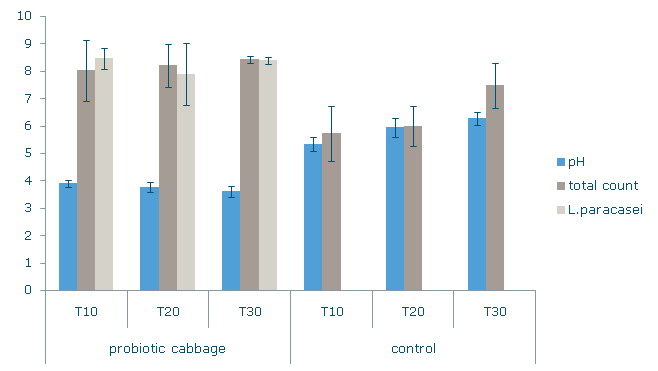 10
9
8
7
6
5
4
3
2
1
0
pH
total count
L.paracasei
T10 T20 T30 T10 T20 T30
probiotic cabbage control